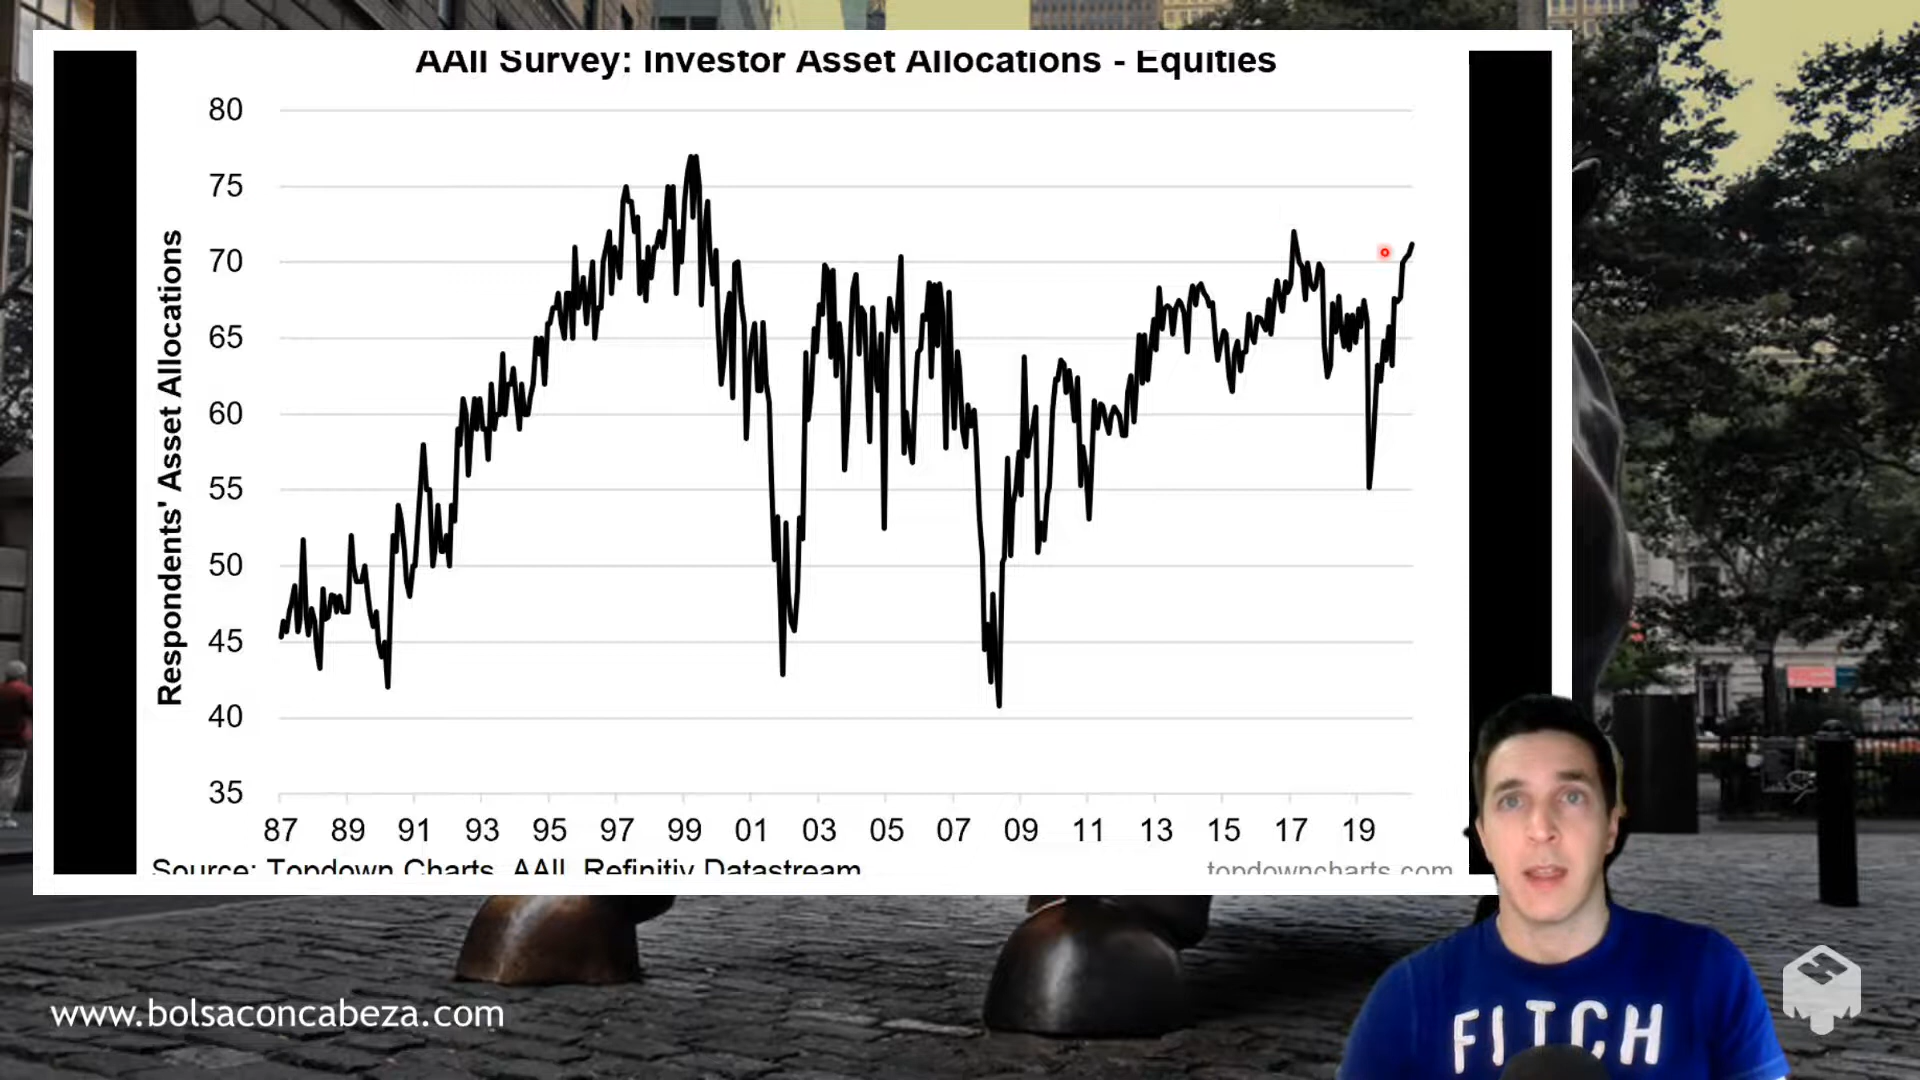 AAII Survey: Investor Asset Allocations - Equities
80
75
70
65
60
55
50
45
40
35
Respondents' Asset Allocations
87 89 91 93 95 97 99 01 03 05 07 09 11 13 15 17 19
Source: Topdown Charts, AAII, Refinitiv Datastream
topdowncharts.com
www.bolsaconcabeza.com
FITCH